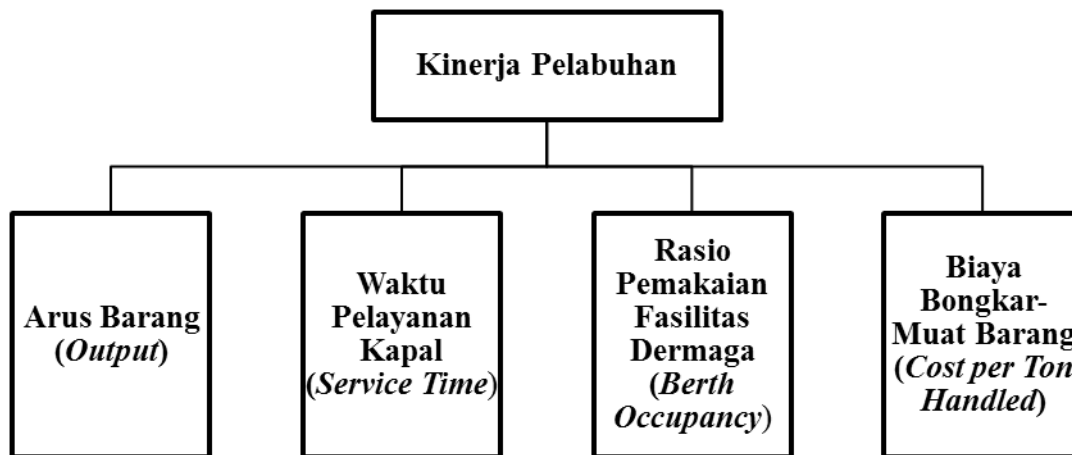 Kinerja Pelabuhan
Arus Barang
(Output)
Waktu
Pelayanan
Kapal
(Service Time)
Rasio
Pemakaian
Fasilitas
Dermaga
(Berth
Occupancy)
Biaya
Bongkar-
Muat Barang
(Cost per Ton
Handled)